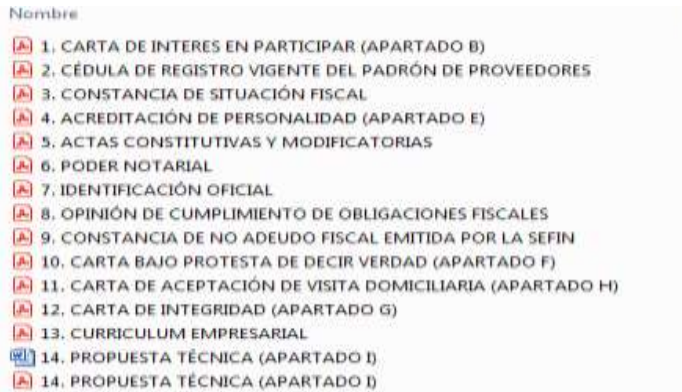 Nombre
1. CARTA DE INTERES EN PARTICIPAR (APARTADO B)
2. CÉDULA DE REGISTRO VIGENTE DEL PADRÓN DE PROVEEDORES
3. CONSTANCIA DE SITUACIÓN FISCAL
4. ACREDITACIÓN DE PERSONALIDAD (APARTADO E)
5. ACTAS CONSTITUTIVAS Y MODIFICATORIAS
6. PODER NOTARIAL
7. IDENTIFICACIÓN OFICIAL
8. OPINIÓN DE CUMPLIMIENTO DE OBLIGACIONES FISCALES
9. CONSTANCIA DE NO ADEUDO FISCAL EMITIDA POR LA SEFIN
10. CARTA BAJO PROTESTA DE DECIR VERDAD (APARTADO F)
11. CARTA DE ACEPTACIÓN DE VISITA DOMICILIARIA (APARTADO H)
12. CARTA DE INTEGRIDAD (APARTADO G)
13. CURRICULUM EMPRESARIAL
14. PROPUESTA TÉCNICA (APARTADO I)
14. PROPUESTA TÉCNICA (APARTADO I)